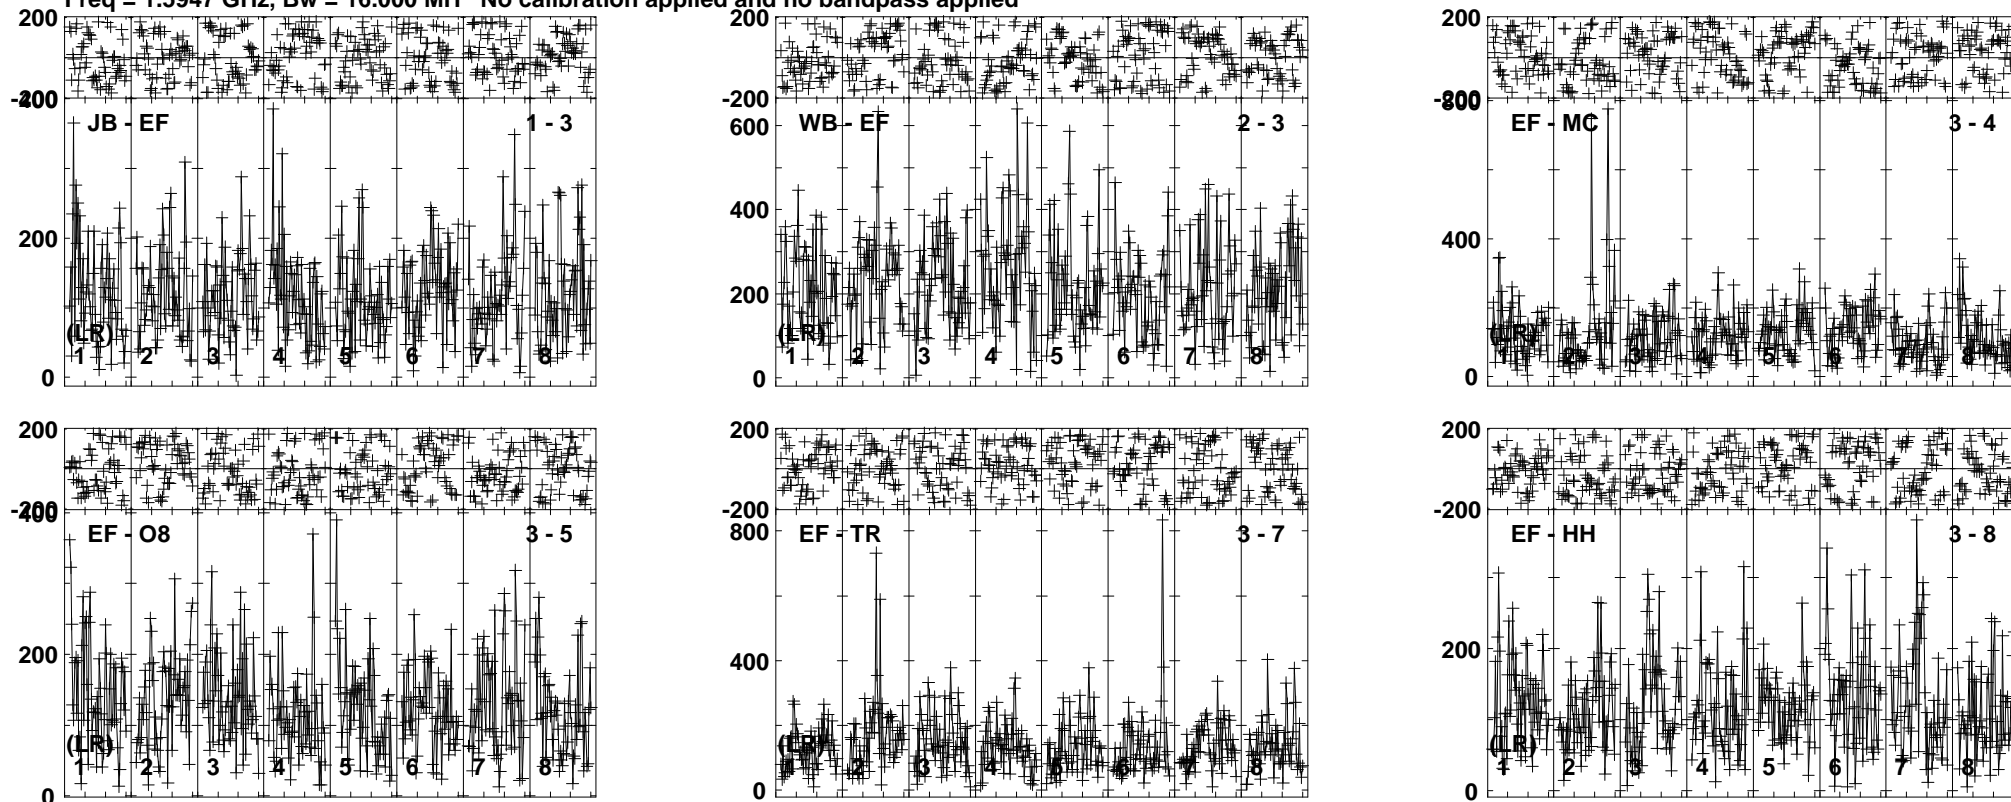 Freq = 1.5947 GHz, Bw = 16.000 MH No calibration applied and no bandpass applied
200
-200
400
JB - EF 1 - 3
200
(LR)
1 2 3 4 5 6 7 8
0
200
-200
WB - EF 2 - 3
600
400
200
(LR)
1 2 3 4 5 6 7 8
0
200
-200
800
EF - MC 3 - 4
400
(LR)
1 2 3 4 5 6 7 8
0
200
-200
400
EF - O8 3 - 5
200
(LR)
1 2 3 4 5 6 7 8
0
200
-200
EF - TR 3 - 7
800
400
(LR)
1 2 3 4 5 6 7 8
0
200
-200
EF - HH 3 - 8
200
(LR)
1 2 3 4 5 6 7 8
0